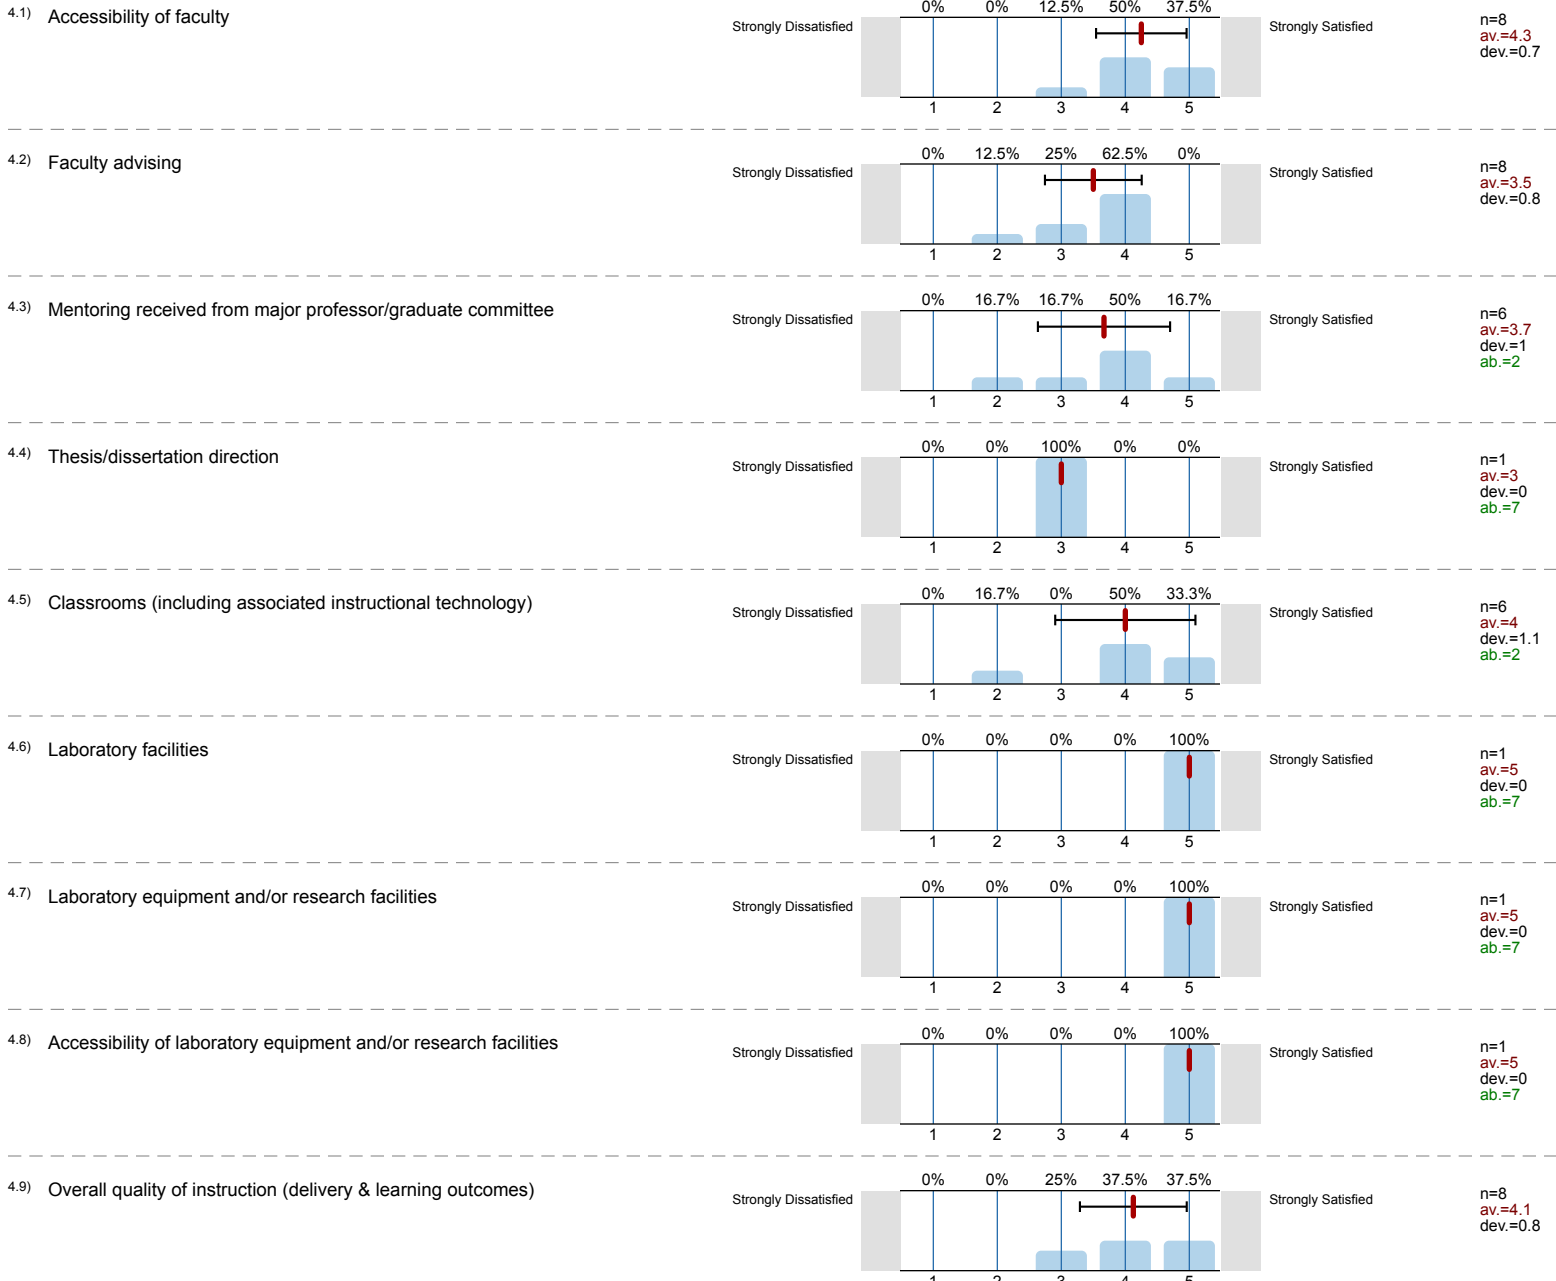 4.1) Accessibility of faculty
0% 0% 12.5% 50% 37.5%
Strongly Dissatisfied Strongly Satisfied
n=8
av.=4.3
dev.=0.7
1 2 3 4 5
4.2) Faculty advising
0% 12.5% 25% 62.5% 0%
Strongly Dissatisfied Strongly Satisfied
n=8
av.=3.5
dev.=0.8
1 2 3 4 5
4.3) Mentoring received from major professor/graduate committee
0% 16.7% 16.7% 50% 16.7%
Strongly Dissatisfied Strongly Satisfied
n=6
av.=3.7
dev.=1
ab.=2
1 2 3 4 5
4.4) Thesis/dissertation direction
0% 0% 100% 0% 0%
Strongly Dissatisfied Strongly Satisfied
n=1
av.=3
dev.=0
ab.=7
1 2 3 4 5
4.5) Classrooms (including associated instructional technology)
0% 16.7% 0% 50% 33.3%
Strongly Dissatisfied Strongly Satisfied
n=6
av.=4
dev.=1.1
ab.=2
1 2 3 4 5
4.6) Laboratory facilities
0% 0% 0% 0% 100%
Strongly Dissatisfied Strongly Satisfied
n=1
av.=5
dev.=0
ab.=7
1 2 3 4 5
4.7) Laboratory equipment and/or research facilities
0% 0% 0% 0% 100%
Strongly Dissatisfied Strongly Satisfied
n=1
av.=5
dev.=0
ab.=7
1 2 3 4 5
4.8) Accessibility of laboratory equipment and/or research facilities
0% 0% 0% 0% 100%
Strongly Dissatisfied Strongly Satisfied
n=1
av.=5
dev.=0
ab.=7
1 2 3 4 5
4.9) Overall quality of instruction (delivery & learning outcomes)
0% 0% 25% 37.5% 37.5%
Strongly Dissatisfied Strongly Satisfied
n=8
av.=4.1
dev.=0.8
1 2 3 4 5